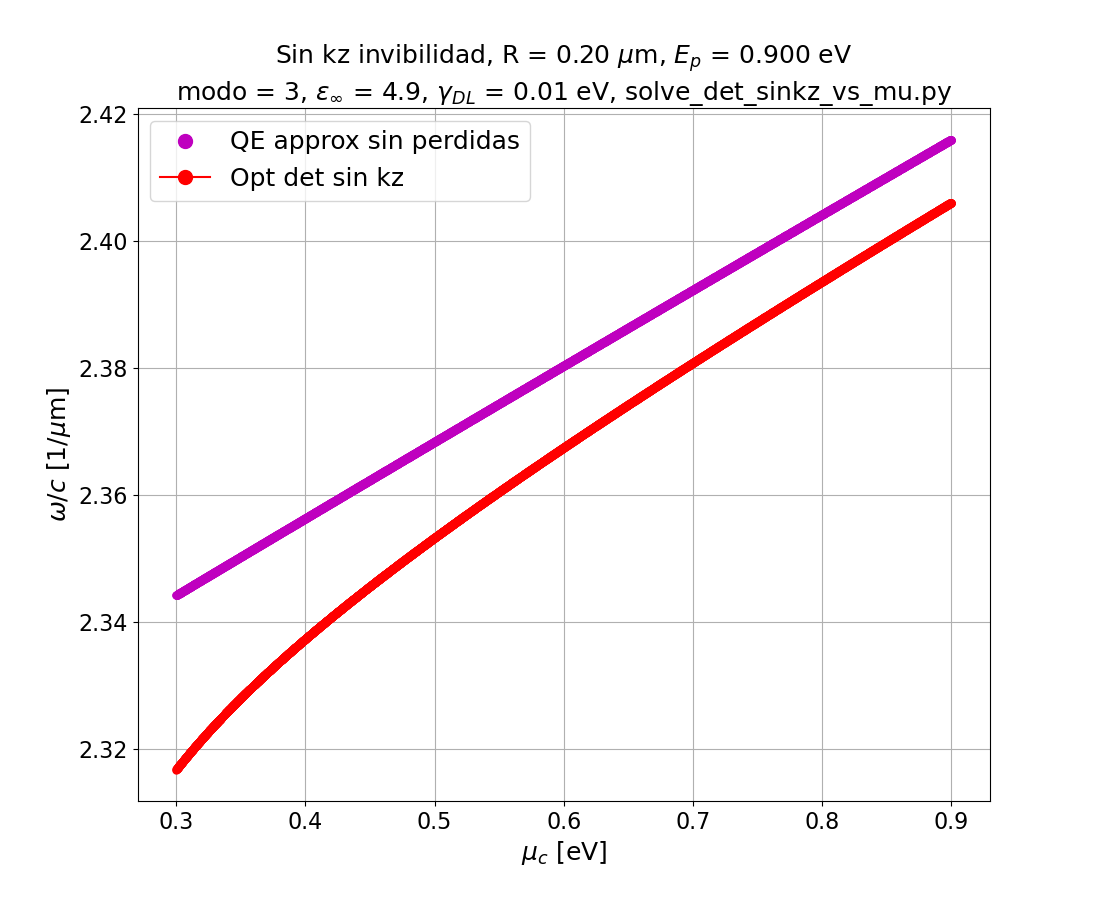 Sin kz invibilidad, R = 0.20 μm, E_p = 0.900 eV
modo = 3, ε_∞ = 4.9, γ_DL = 0.01 eV, solve_det_sinkz_vs_mu.py
QE approx sin perdidas
Opt det sin kz
2.42
2.40
2.38
2.36
2.34
2.32
ω/c [1/μm]
0.3 0.4 0.5 0.6 0.7 0.8 0.9
μ_c [eV]